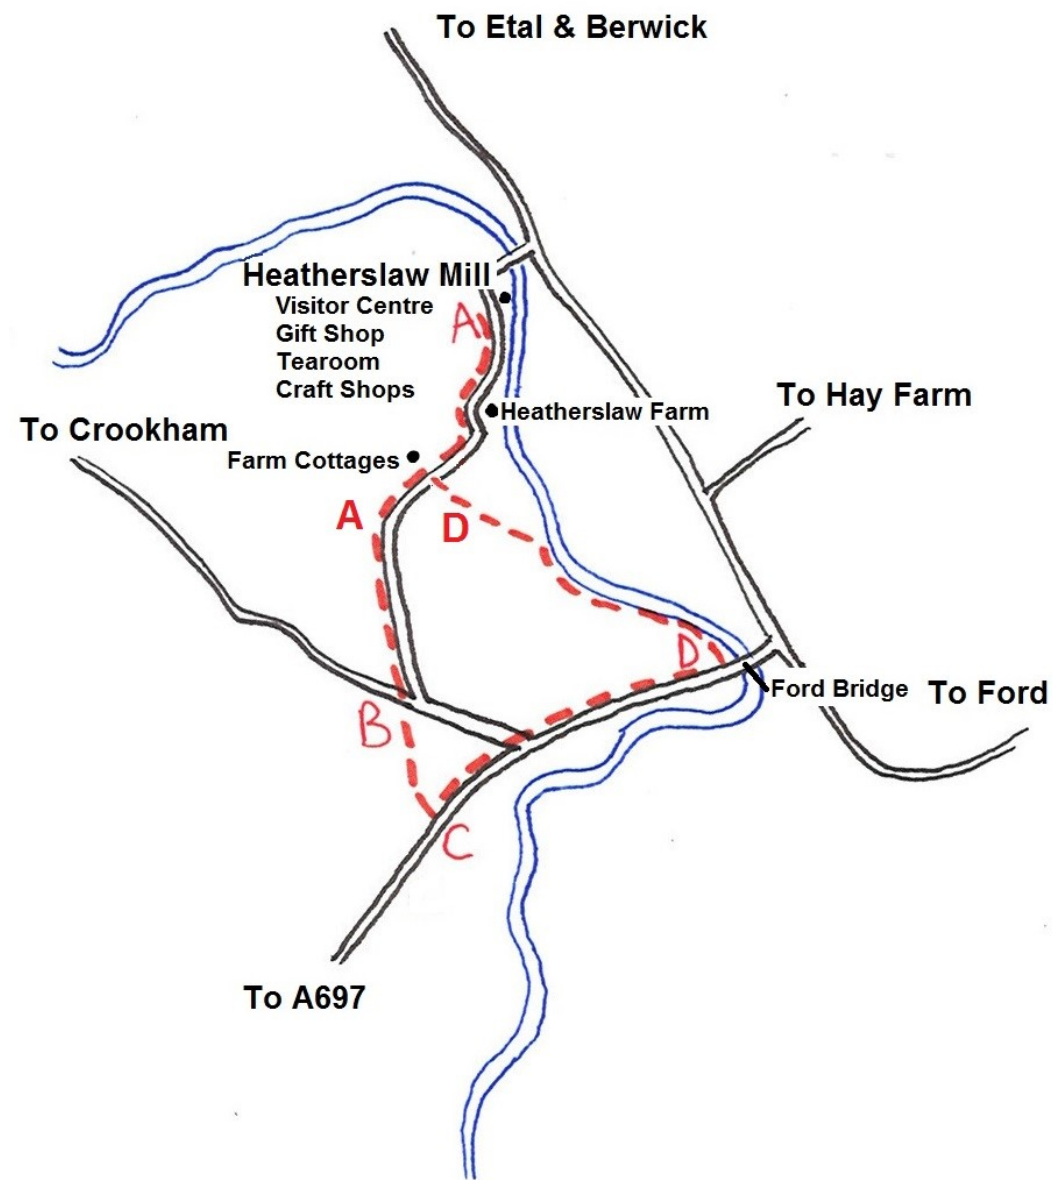 To Etal & Berwick
Heatherslaw Mill
Visitor Centre
Gift Shop
Tearoom
Craft Shops
A
To Hay Farm
Heatherslaw Farm
To Crookham
Farm Cottages
A
D
D
Ford Bridge
To Ford
B
C
To A697